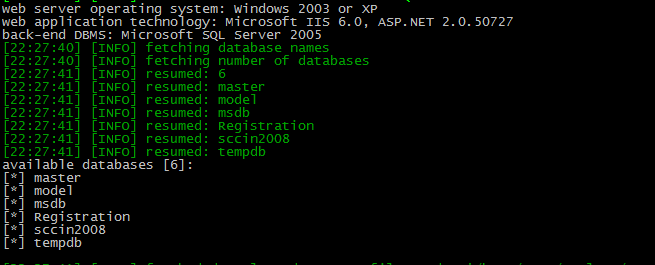 web server operating system: Windows 2003 or XP
web application technology: Microsoft IIS 6.0, ASP.NET 2.0.50727
back-end DBMS: Microsoft SQL Server 2005
[22:27:40] [INFO] fetching database names
[22:27:40] [INFO] fetching number of databases
[22:27:41] [INFO] resumed: 6
[22:27:41] [INFO] resumed: master
[22:27:41] [INFO] resumed: model
[22:27:41] [INFO] resumed: msdb
[22:27:41] [INFO] resumed: Registration
[22:27:41] [INFO] resumed: sccin2008
[22:27:41] [INFO] resumed: tempdb
available databases [6]:
[*] master
[*] model
[*] msdb
[*] Registration
[*] sccin2008
[*] tempdb